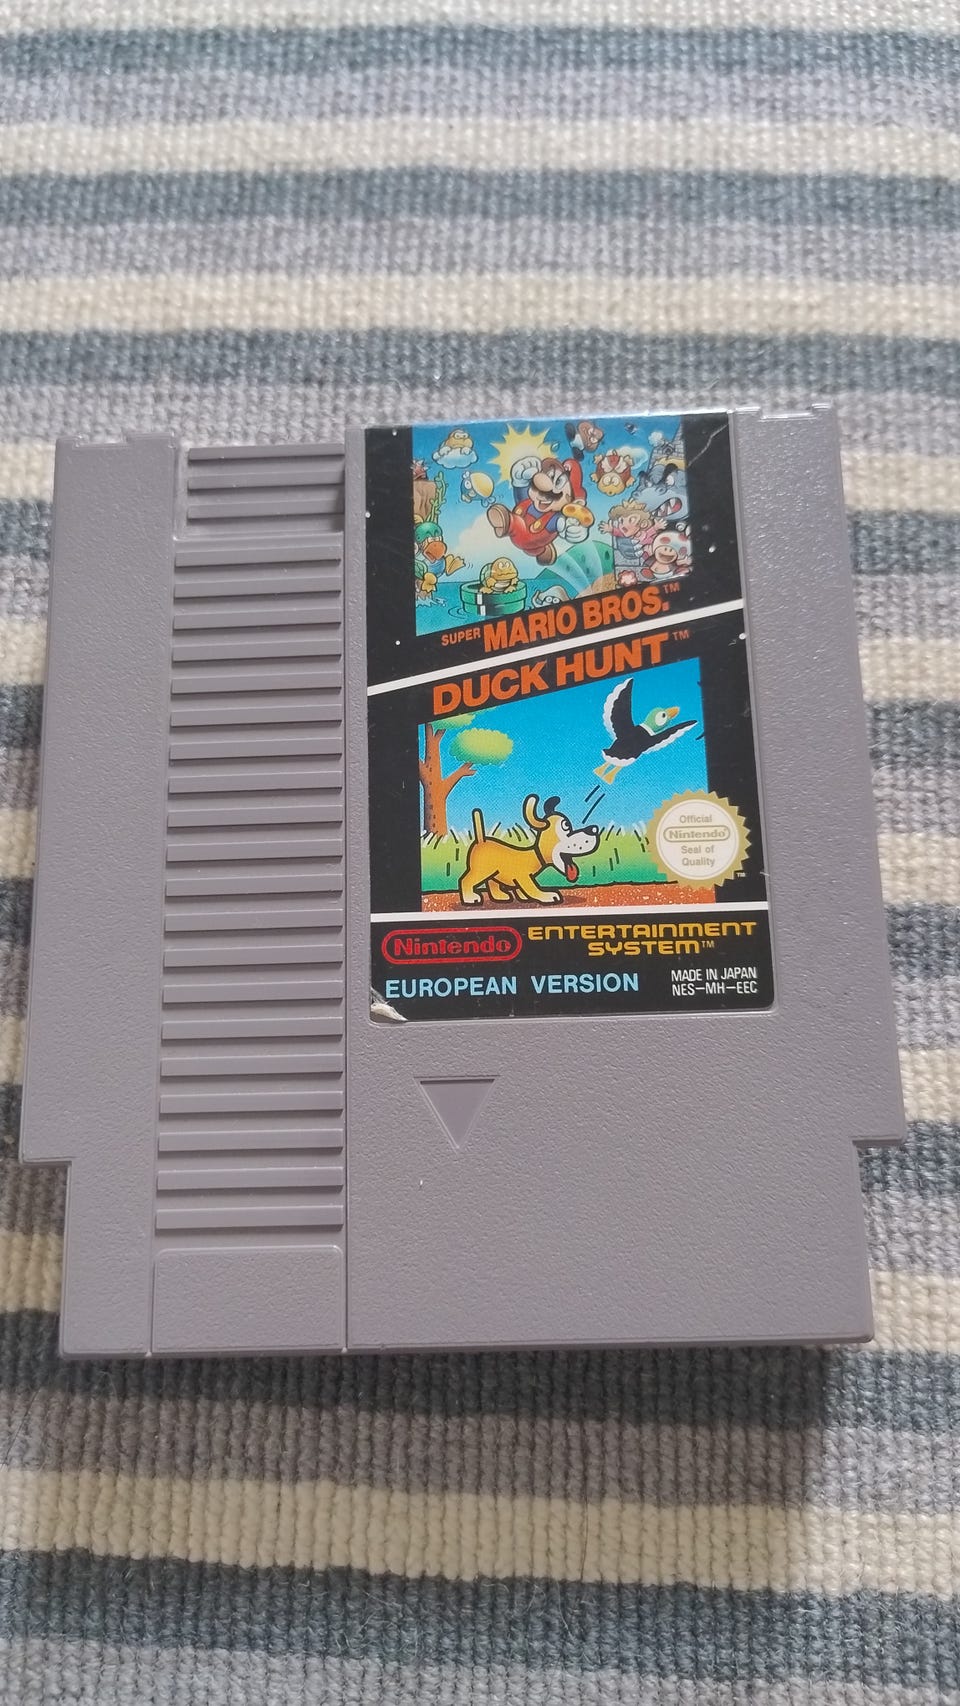 SUPER MARIO BROS.™
DUCK HUNT™
Official
Nintendo
Seal of
Quality
™
Nintendo ENTERTAINMENT
SYSTEM™
EUROPEAN VERSION
MADE IN JAPAN
NES-MH-EEC